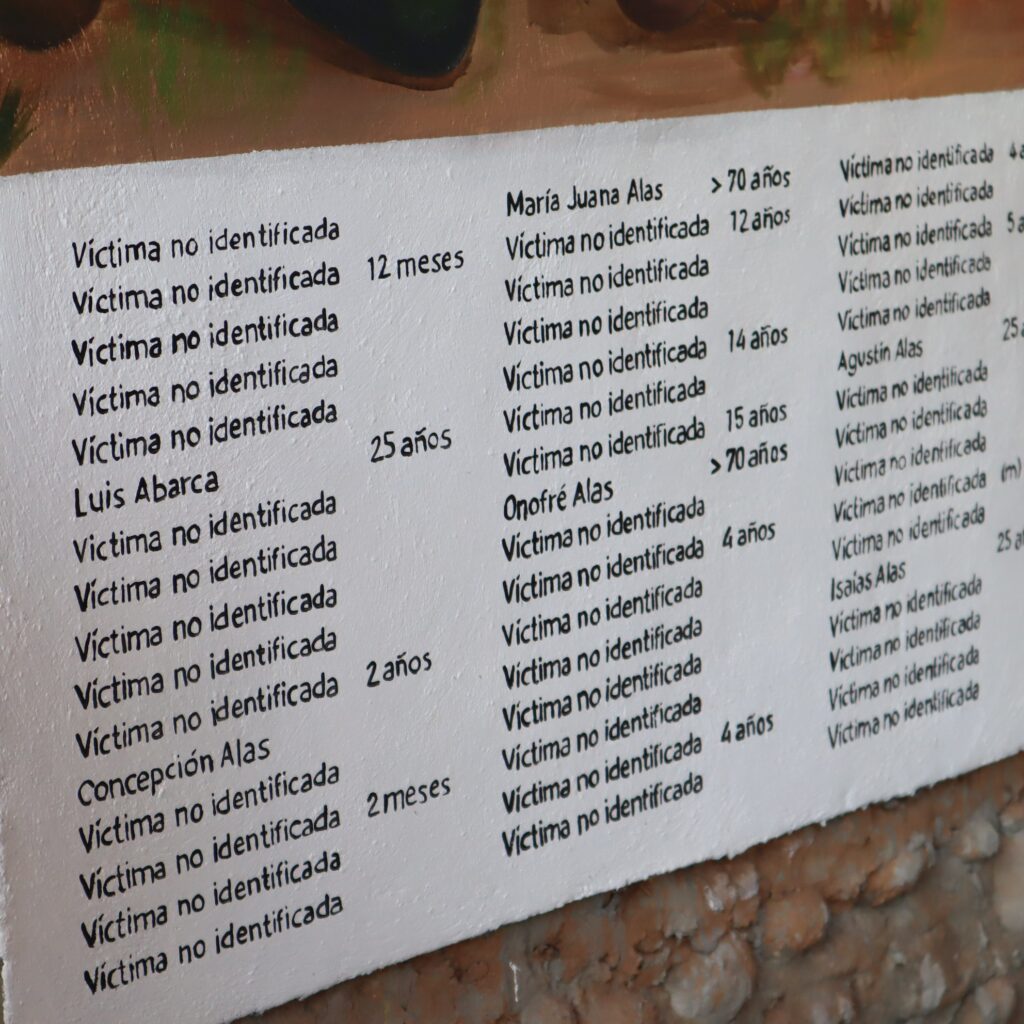 Víctima no identificada
Víctima no identificada 12 meses
Víctima no identificada
Víctima no identificada
Víctima no identificada
Luis Abarca 25 años
Víctima no identificada
Víctima no identificada
Víctima no identificada
Víctima no identificada
Víctima no identificada 2 años
Concepción Alas
Víctima no identificada
Víctima no identificada 2 meses
Víctima no identificada
Víctima no identificada
María Juana Alas > 70 años
Víctima no identificada 12 años
Víctima no identificada
Víctima no identificada
Víctima no identificada 14 años
Víctima no identificada
Víctima no identificada 15 años
Onofré Alas > 70 años
Víctima no identificada
Víctima no identificada 4 años
Víctima no identificada
Víctima no identificada
Víctima no identificada
Víctima no identificada
Víctima no identificada 4 años
Víctima no identificada
Víctima no identificada 4
Víctima no identificada
Víctima no identificada 5
Víctima no identificada
Víctima no identificada
Agustín Alas 25
Víctima no identificada
Víctima no identificada
Víctima no identificada
Víctima no identificada (m)
Víctima no identificada
Isaías Alas 25
Víctima no identificada
Víctima no identificada
Víctima no identificada
Víctima no identificada